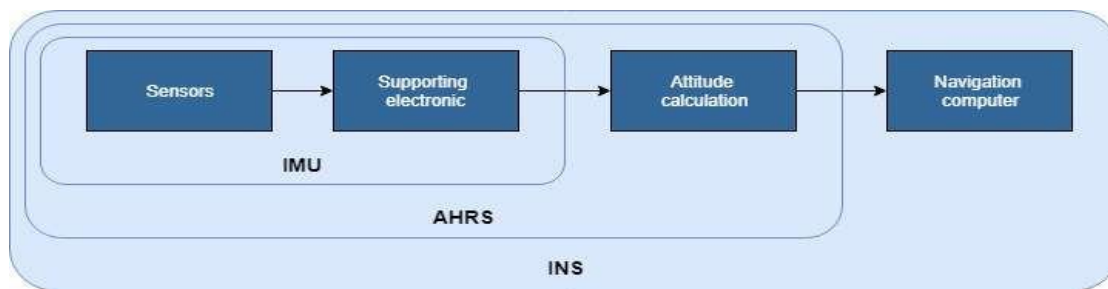 Sensors
Supporting
electronic
Attitude
calculation
Navigation
computer
IMU
AHRS
INS